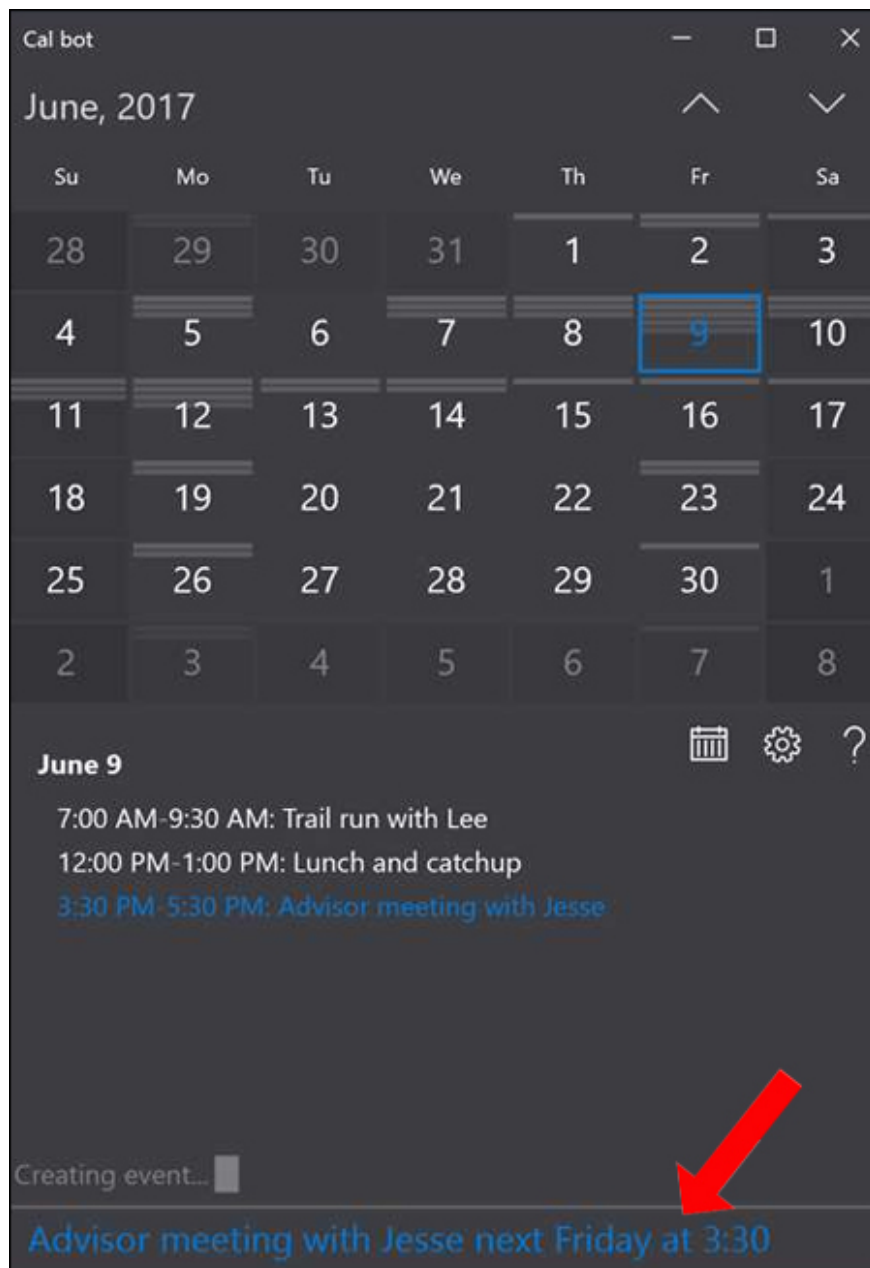 Cal bot
June, 2017
Su Mo Tu We Th Fr Sa
28 29 30 31 1 2 3
4 5 6 7 8 9 10
11 12 13 14 15 16 17
18 19 20 21 22 23 24
25 26 27 28 29 30 1
2 3 4 5 6 7 8
?
June 9
7:00 AM-9:30 AM: Trail run with Lee
12:00 PM-1:00 PM: Lunch and catchup
3:30 PM-5:30 PM: Advisor meeting with Jesse
Creating event...
Advisor meeting with Jesse next Friday at 3:30